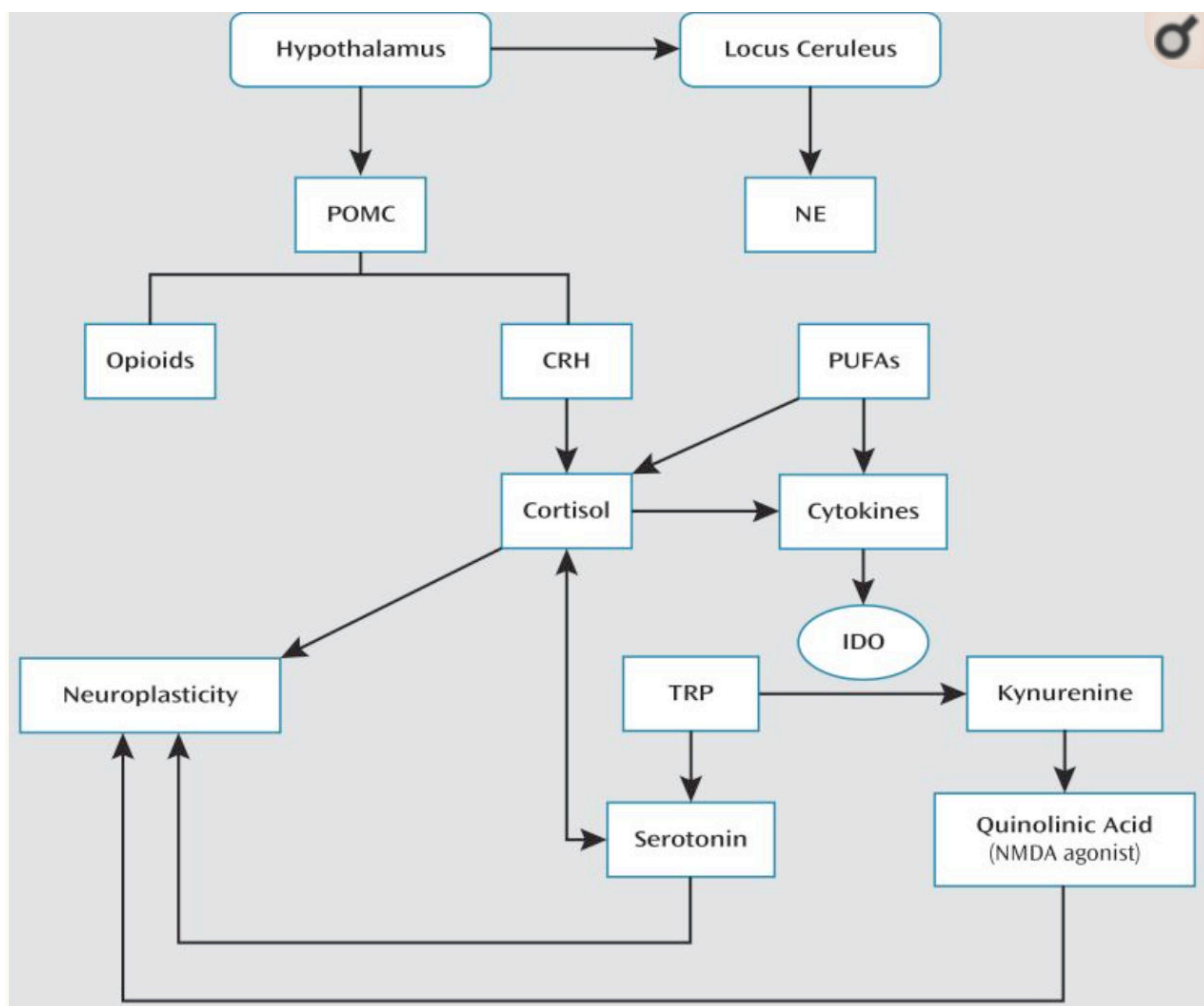 Hypothalamus
Locus Ceruleus
POMC
NE
Opioids
CRH
PUFAs
Cortisol
Cytokines
IDO
Neuroplasticity
TRP
Kynurenine
Serotonin
Quinolinic Acid
(NMDA agonist)